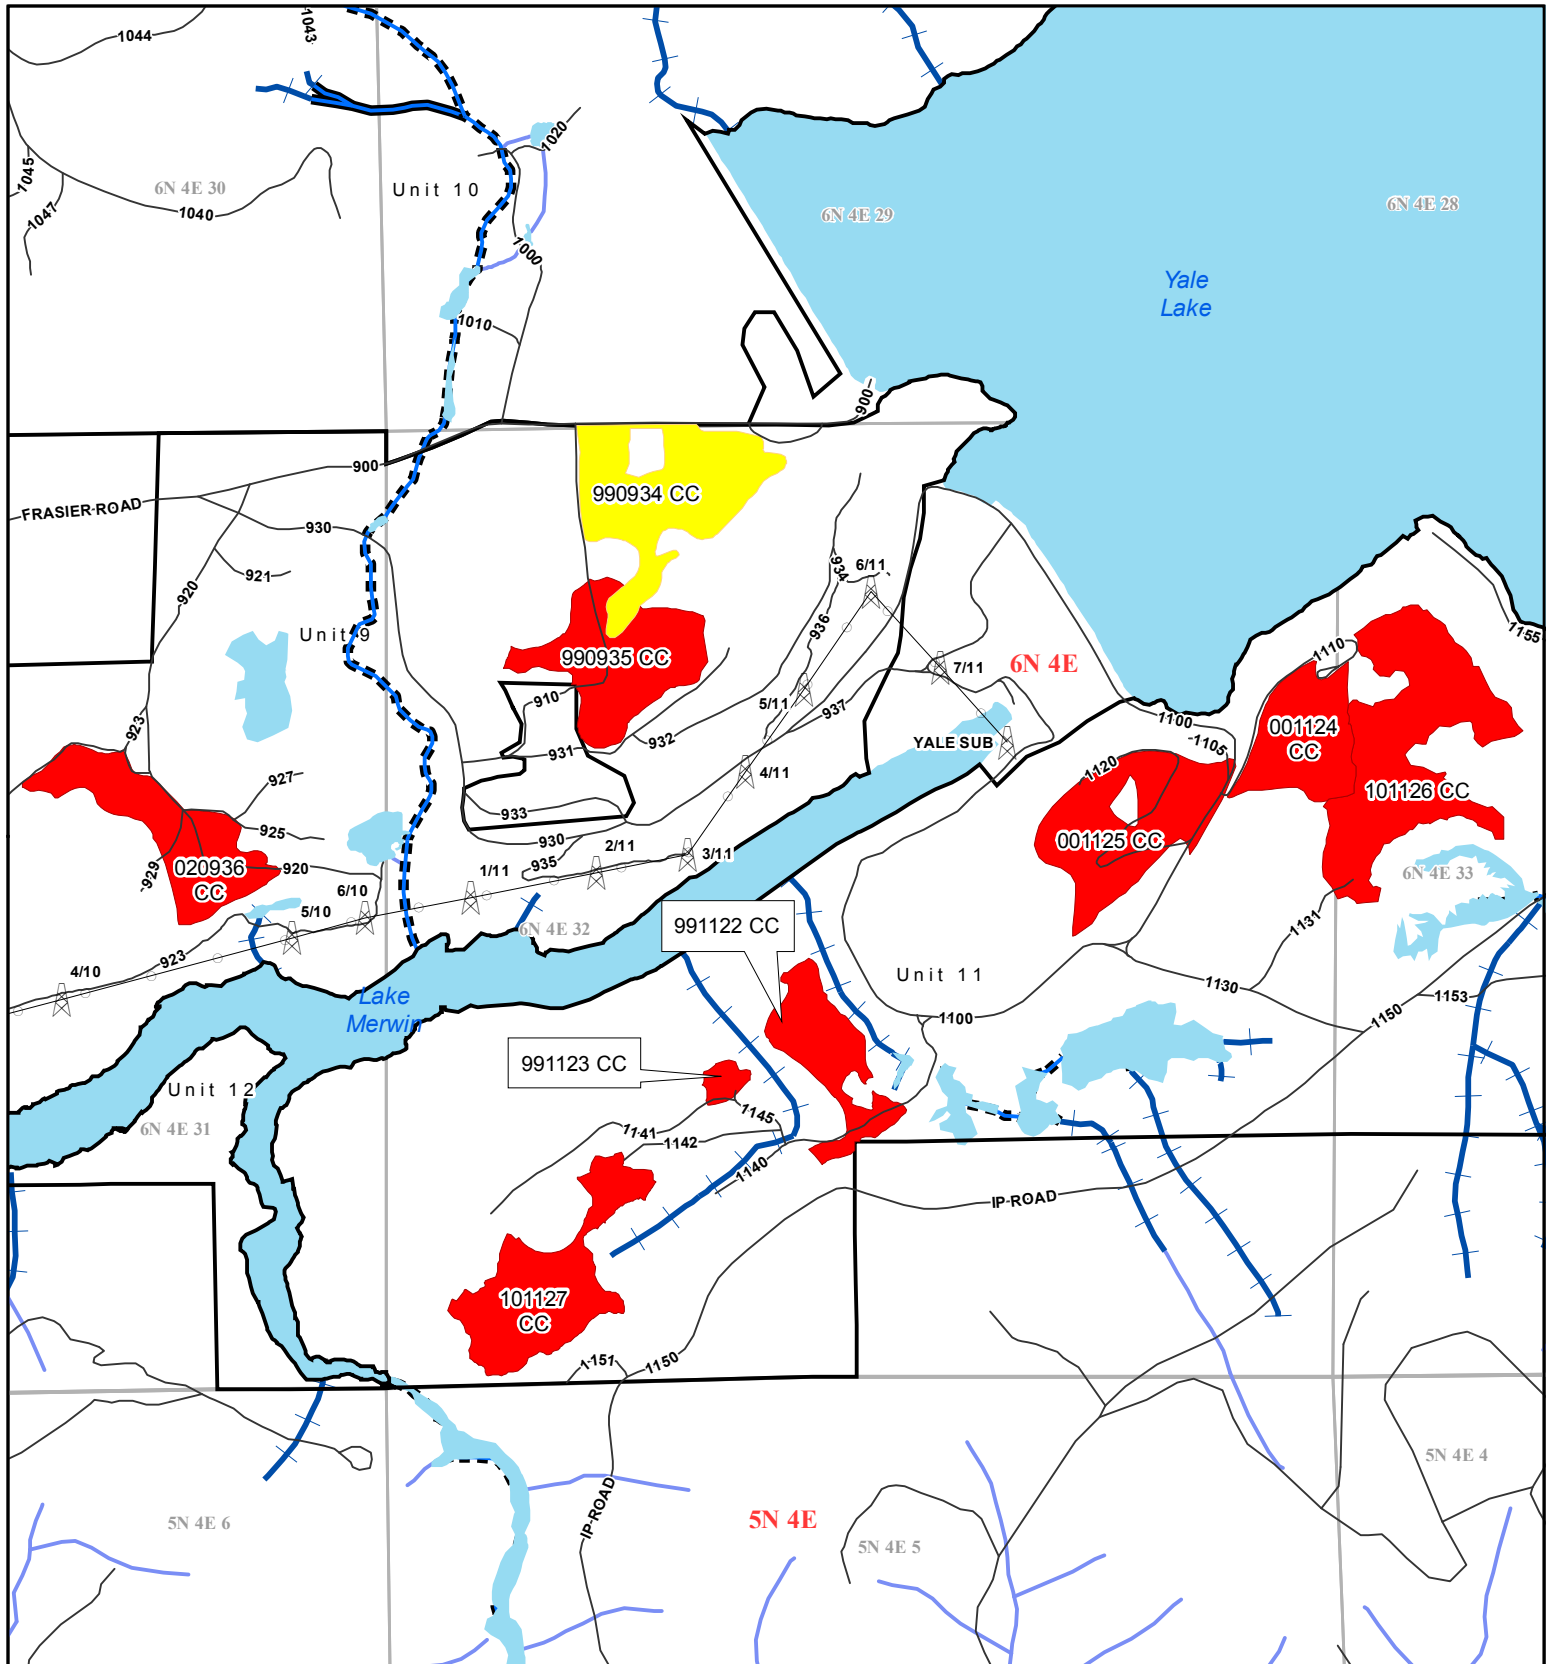 1044
1043
1020
1045
6N 4E 30
Unit 10
1047
1040
6N 4E 29
6N 4E 28
1000
Yale
Lake
1010
900
900
FRASIER ROAD
990934 CC
930
921
920
934
6/11
936
Unit 9
990935 CC
1155
1110
7/11
6N 4E
910
5/11
937
923
932
931
YALE SUB
1100
1105
001124
CC
4/11
927
1120
101126 CC
933
925
930
001125 CC
2/11
3/11
935
929
020936
CC
920
1/11
6N 4E 33
6/10
5/10
991122 CC
6N 4E 32
1131
923
4/10
Unit 11
1130
Lake
Merwin
1153
1150
1100
991123 CC
Unit 12
1145
6N 4E 31
1141
1142
1140
IP ROAD
101127
CC
1151
1150
5N 4E 4
IP ROAD
5N 4E 6
5N 4E
5N 4E 5